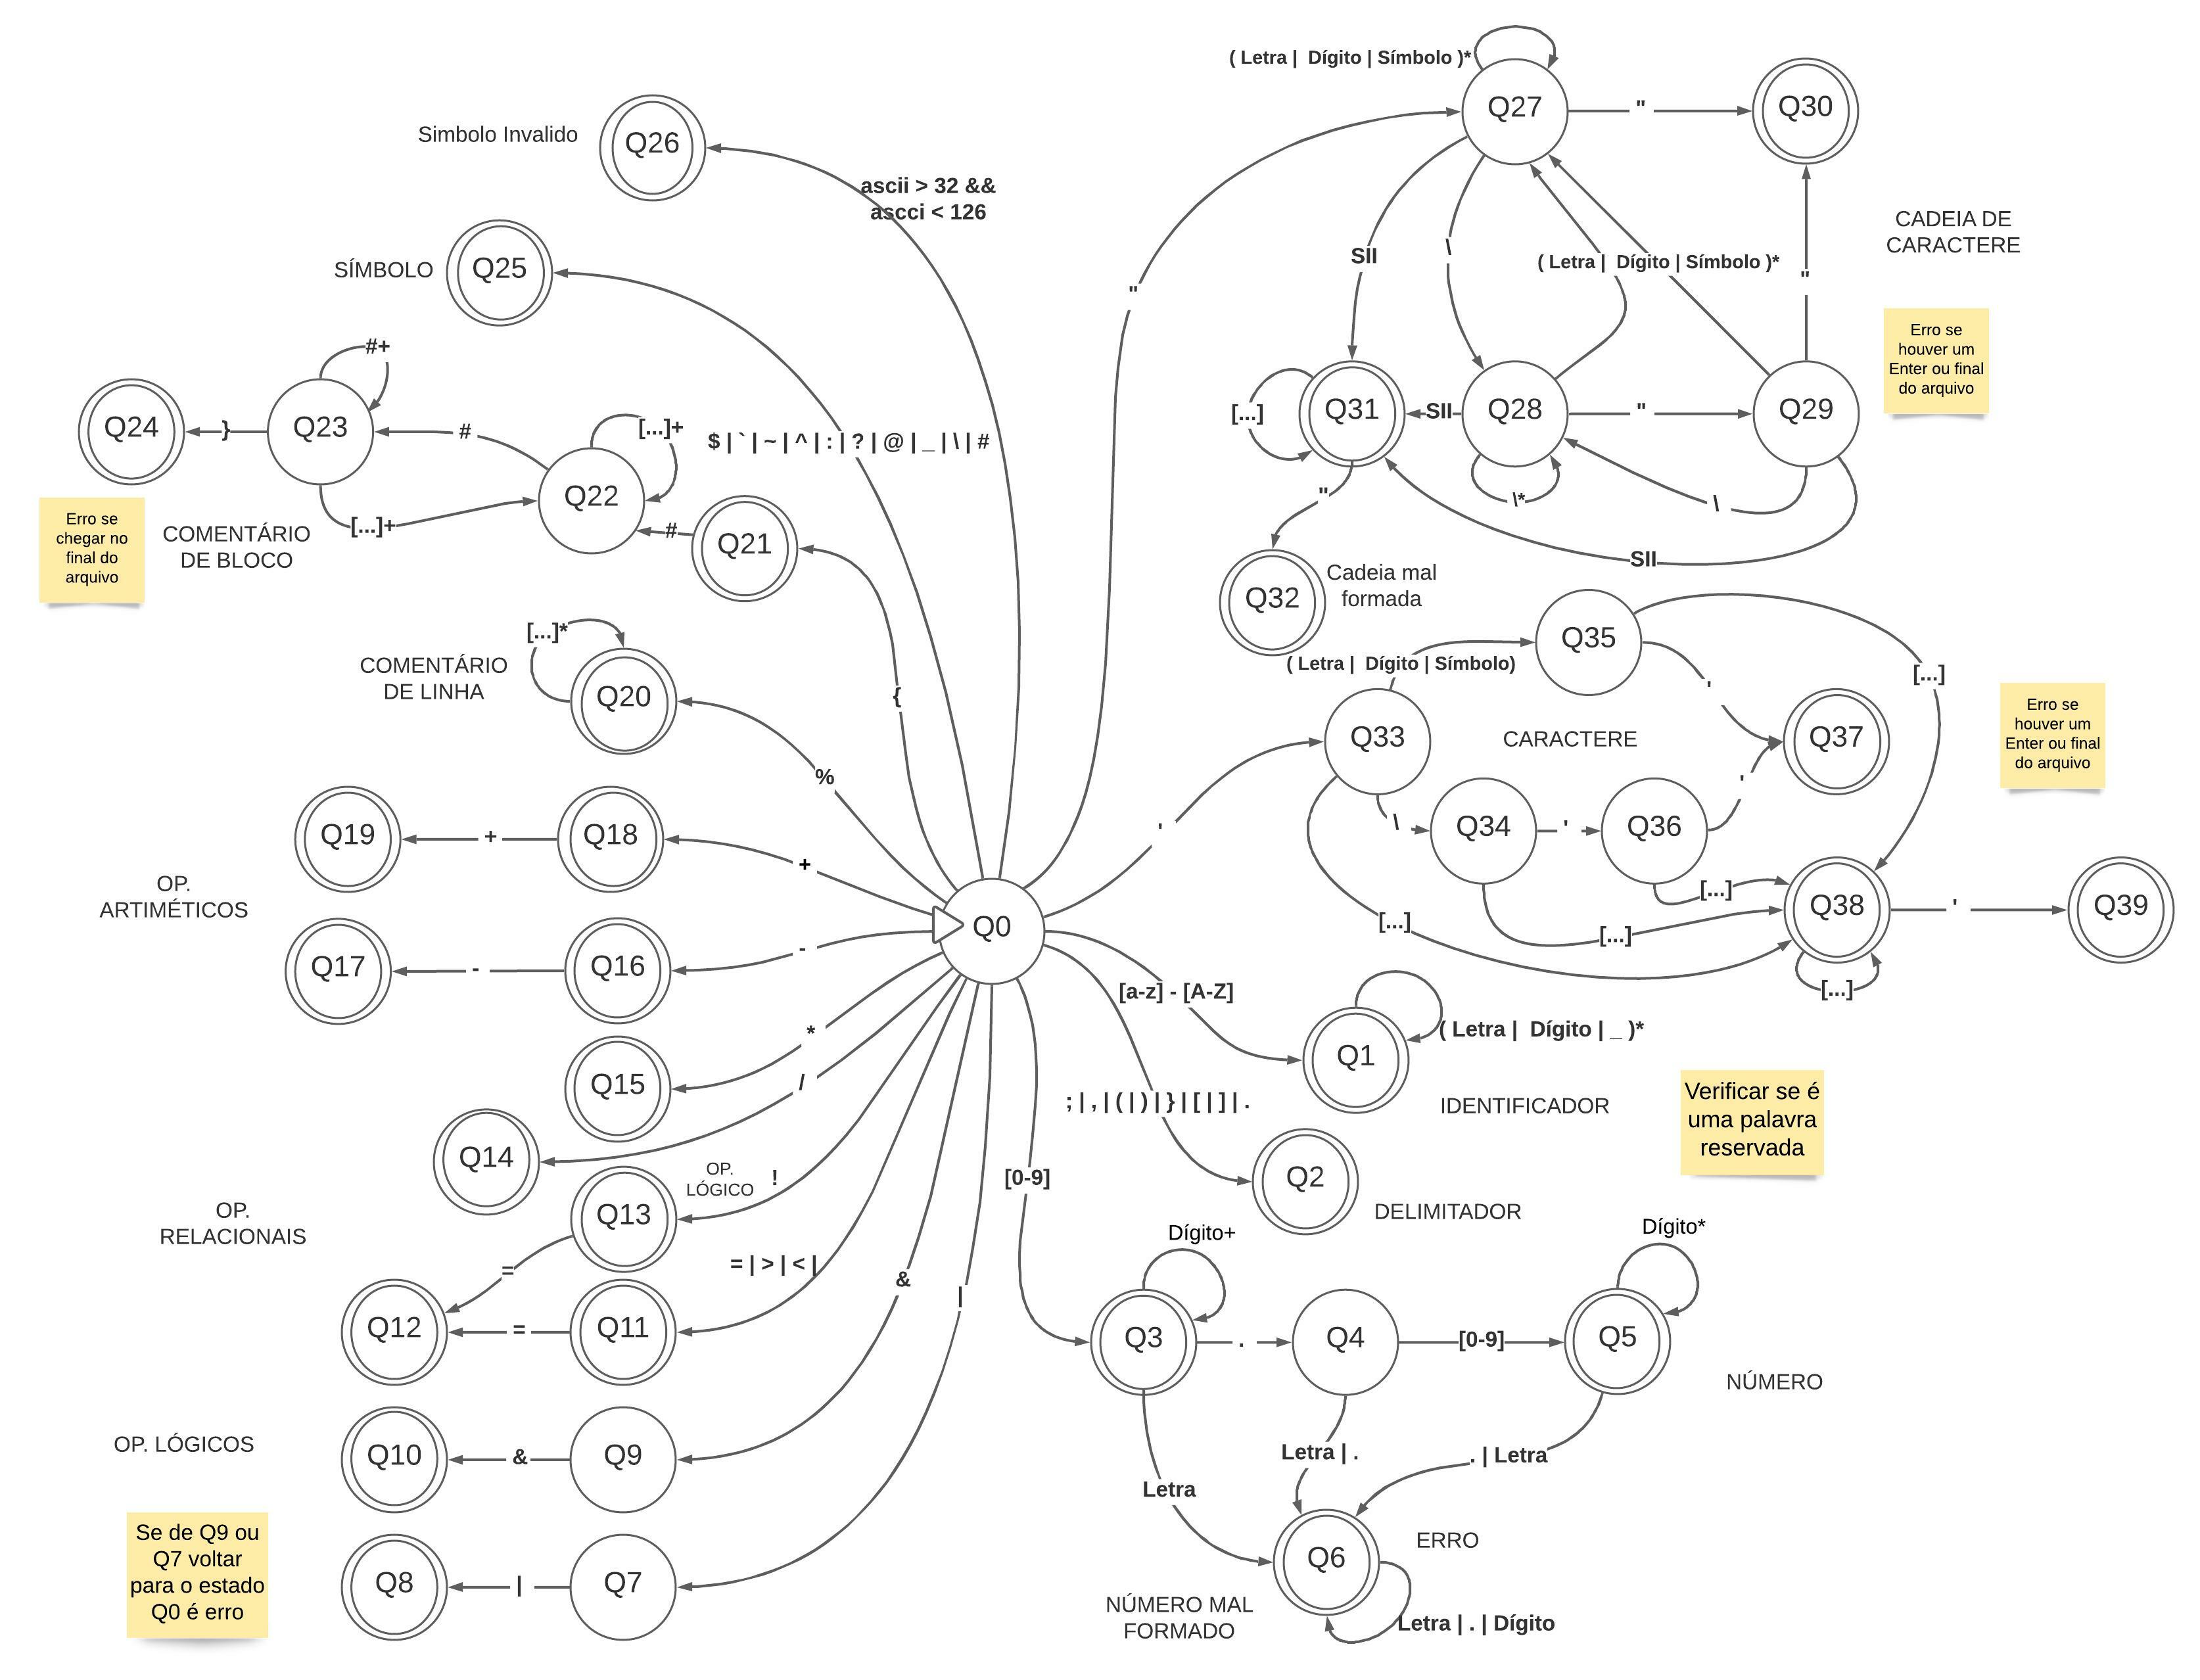 ( Letra | Dígito | Símbolo )*
Q27
"
Q30
Simbolo Invalido
Q26
ascii > 32 &&
ascci < 126
CADEIA DE
CARACTERE
SÍMBOLO
Q25
"
SII
\
( Letra | Dígito | Símbolo )*
"
Erro se
houver um
Enter ou final
do arquivo
#+
Q24
}
Q23
#
[...]+
$ | ` | ~ | ^ | : | ? | @ | _ | \ | #
[...]
Q31
SII
Q28
"
Q29
Q22
[...]+
#
Q21
"
\*
\
SII
Erro se
chegar no
final do
arquivo
COMENTÁRIO
DE BLOCO
Q32
Cadeia mal
formada
[...]*
COMENTÁRIO
DE LINHA
Q20
{
%
( Letra | Dígito | Símbolo)
Q35
'
[...]
Q33
CARACTERE
Q37
Erro se
houver um
Enter ou final
do arquivo
'
\
Q34
'
Q36
'
[...]
[...]
[...]
Q38
'
Q39
[...]
Q19
+
Q18
+
OP.
ARTIMÉTICOS
Q0
Q17
-
Q16
-
Q15
*
/
Q14
[a-z] - [A-Z]
Q1
( Letra | Dígito | _ )*
IDENTIFICADOR
Verificar se é
uma palavra
reservada
; | , | ( | ) | } | [ | ] | .
Q2
DELIMITADOR
OP.
LÓGICO
!
Q13
OP.
RELACIONAIS
=
= | > | < |
Q12
=
Q11
&
|
[0-9]
Dígito+
Dígito*
Q3
.
Q4
[0-9]
Q5
NÚMERO
OP. LÓGICOS
Q10
&
Q9
Letra
Letra | .
. | Letra
Se de Q9 ou
Q7 voltar
para o estado
Q0 é erro
Q8
|
Q7
Q6
ERRO
NÚMERO MAL
FORMADO
Letra | . | Dígito